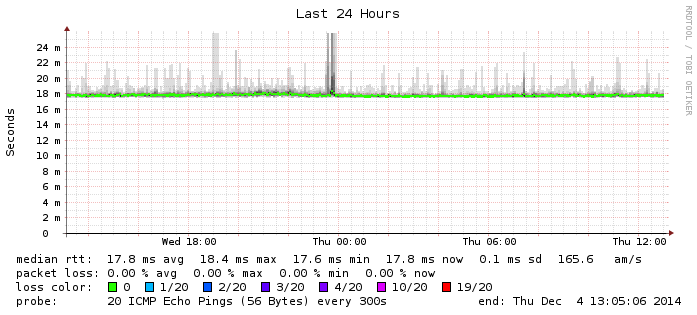 Last 24 Hours
RRDTOOL / TOBI OETIKER
Seconds
24 m
22 m
20 m
18 m
16 m
14 m
12 m
10 m
8 m
6 m
4 m
2 m
0
Wed 18:00 Thu 00:00 Thu 06:00 Thu 12:00
median rtt: 17.8 ms avg 18.4 ms max 17.6 ms min 17.8 ms now 0.1 ms sd 165.6 am/s
packet loss: 0.00 % avg 0.00 % max 0.00 % min 0.00 % now
loss color: 0 1/20 2/20 3/20 4/20 10/20 19/20
probe: 20 ICMP Echo Pings (56 Bytes) every 300s end: Thu Dec 4 13:05:06 2014